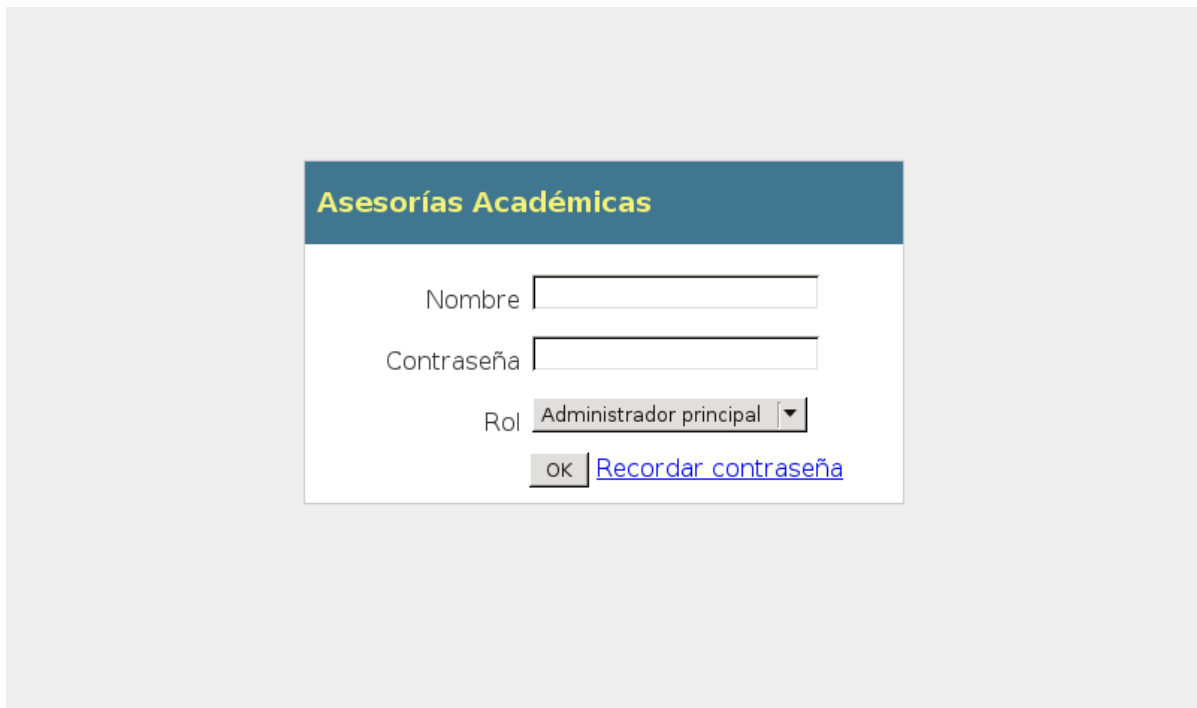 Asesorías Académicas
Nombre
Contraseña
Rol Administrador principal
OK Recordar contraseña